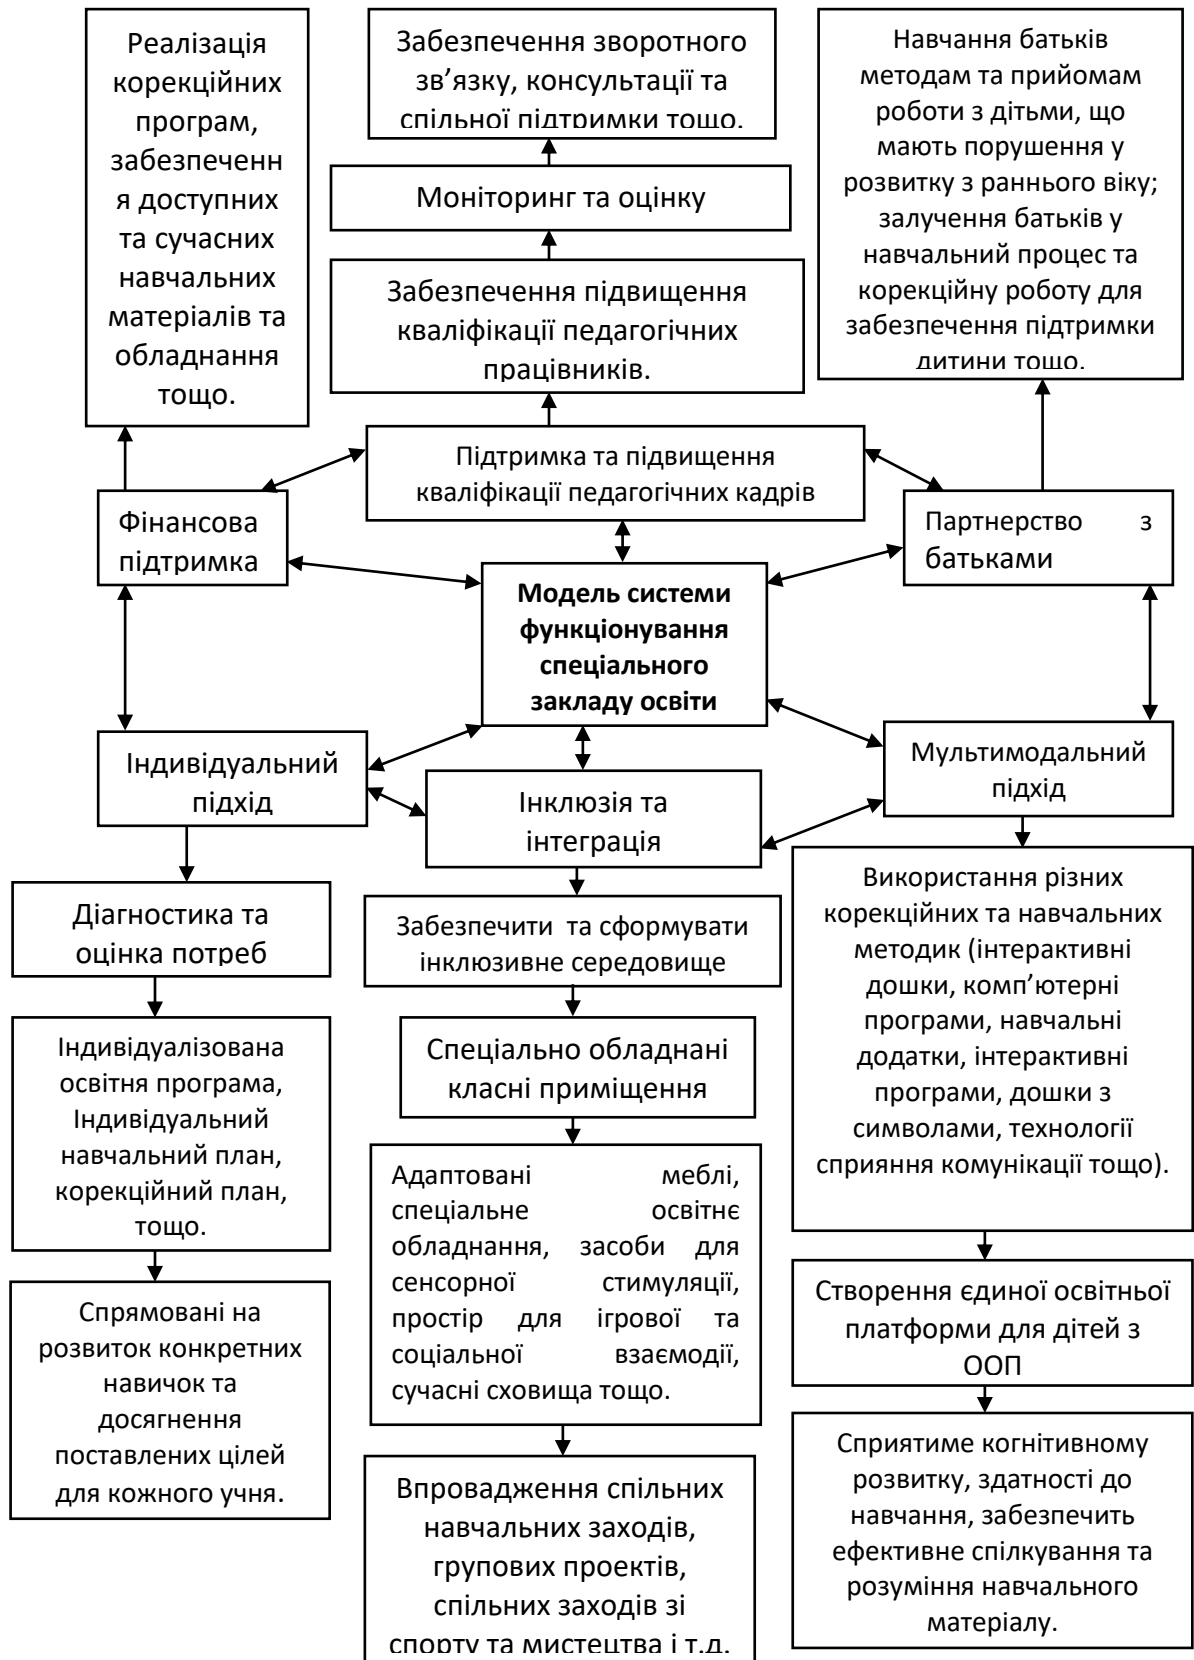 Реалізація
корекційних
програм,
забезпеченн
я доступних
та сучасних
навчальних
матеріалів та
обладнання
тощо.
Забезпечення зворотного
зв’язку, консультації та
спільної підтримки тощо.
Моніторинг та оцінку
Забезпечення підвищення
кваліфікації педагогічних
працівників.
Навчання батьків
методам та прийомам
роботи з дітьми, що
мають порушення у
розвитку з раннього віку;
залучення батьків у
навчальний процес та
корекційну роботу для
забезпечення підтримки
дитини тощо.
Підтримка та підвищення
кваліфікації педагогічних кадрів
Фінансова
підтримка
Партнерство з
батьками
Модель системи
функціонування
спеціального
закладу освіти
Індивідуальний
підхід
Інклюзія та
інтеграція
Мультимодальний
підхід
Діагностика та
оцінка потреб
Індивідуалізована
освітня програма,
Індивідуальний
навчальний план,
корекційний план,
тощо.
Спрямовані на
розвиток конкретних
навичок та
досягнення
поставлених цілей
для кожного учня.
Забезпечити та сформувати
інклюзивне середовище
Спеціально обладнані
класні приміщення
Адаптовані меблі,
спеціальне освітнє
обладнання, засоби для
сенсорної стимуляції,
простір для ігрової та
соціальної взаємодії,
сучасні сховища тощо.
Впровадження спільних
навчальних заходів,
групових проектів,
спільних заходів зі
спорту та мистецтва і т.д.
Використання різних
корекційних та навчальних
методик (інтерактивні
дошки, комп’ютерні
програми, навчальні
додатки, інтерактивні
програми, дошки з
символами, технології
сприяння комунікації тощо).
Створення єдиної освітньої
платформи для дітей з
ООП
Сприятиме когнітивному
розвитку, здатності до
навчання, забезпечить
ефективне спілкування та
розуміння навчального
матеріалу.